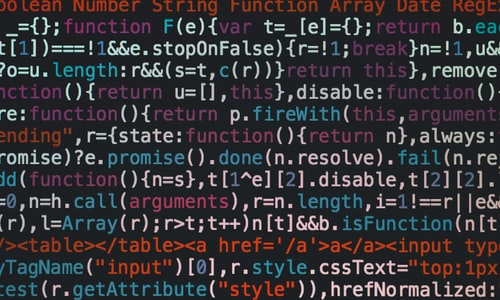 oolean Number String Function Array Date RegE
_={};function F(e){var t=_[e]={};return b.ea
t[1])===!1&&e.stopOnFalse){r=!1;break}n=!1,u&
?o=u.length:r&&(s=t,c(r))}return this},remove
nction(){return u=[],this},disable:function()
re:function(){return p.fireWith(this,argument
ending",r={state:function(){return n},always:
romise)?e.promise().done(n.resolve).fail(n.re
dd(function(){n=s},t[1^e][2].disable,t[2][2].
=0,n=h.call(arguments),r=n.length,i=1!==r||e&
(r),l=Array(r);r>t;t++)n[t]&&b.isFunction(n[t
/><table></table><a href='/a'>a</a><input typ
yTagName("input")[0],r.style.cssText="top:1px
test(r.getAttribute("style")),hrefNormalized: